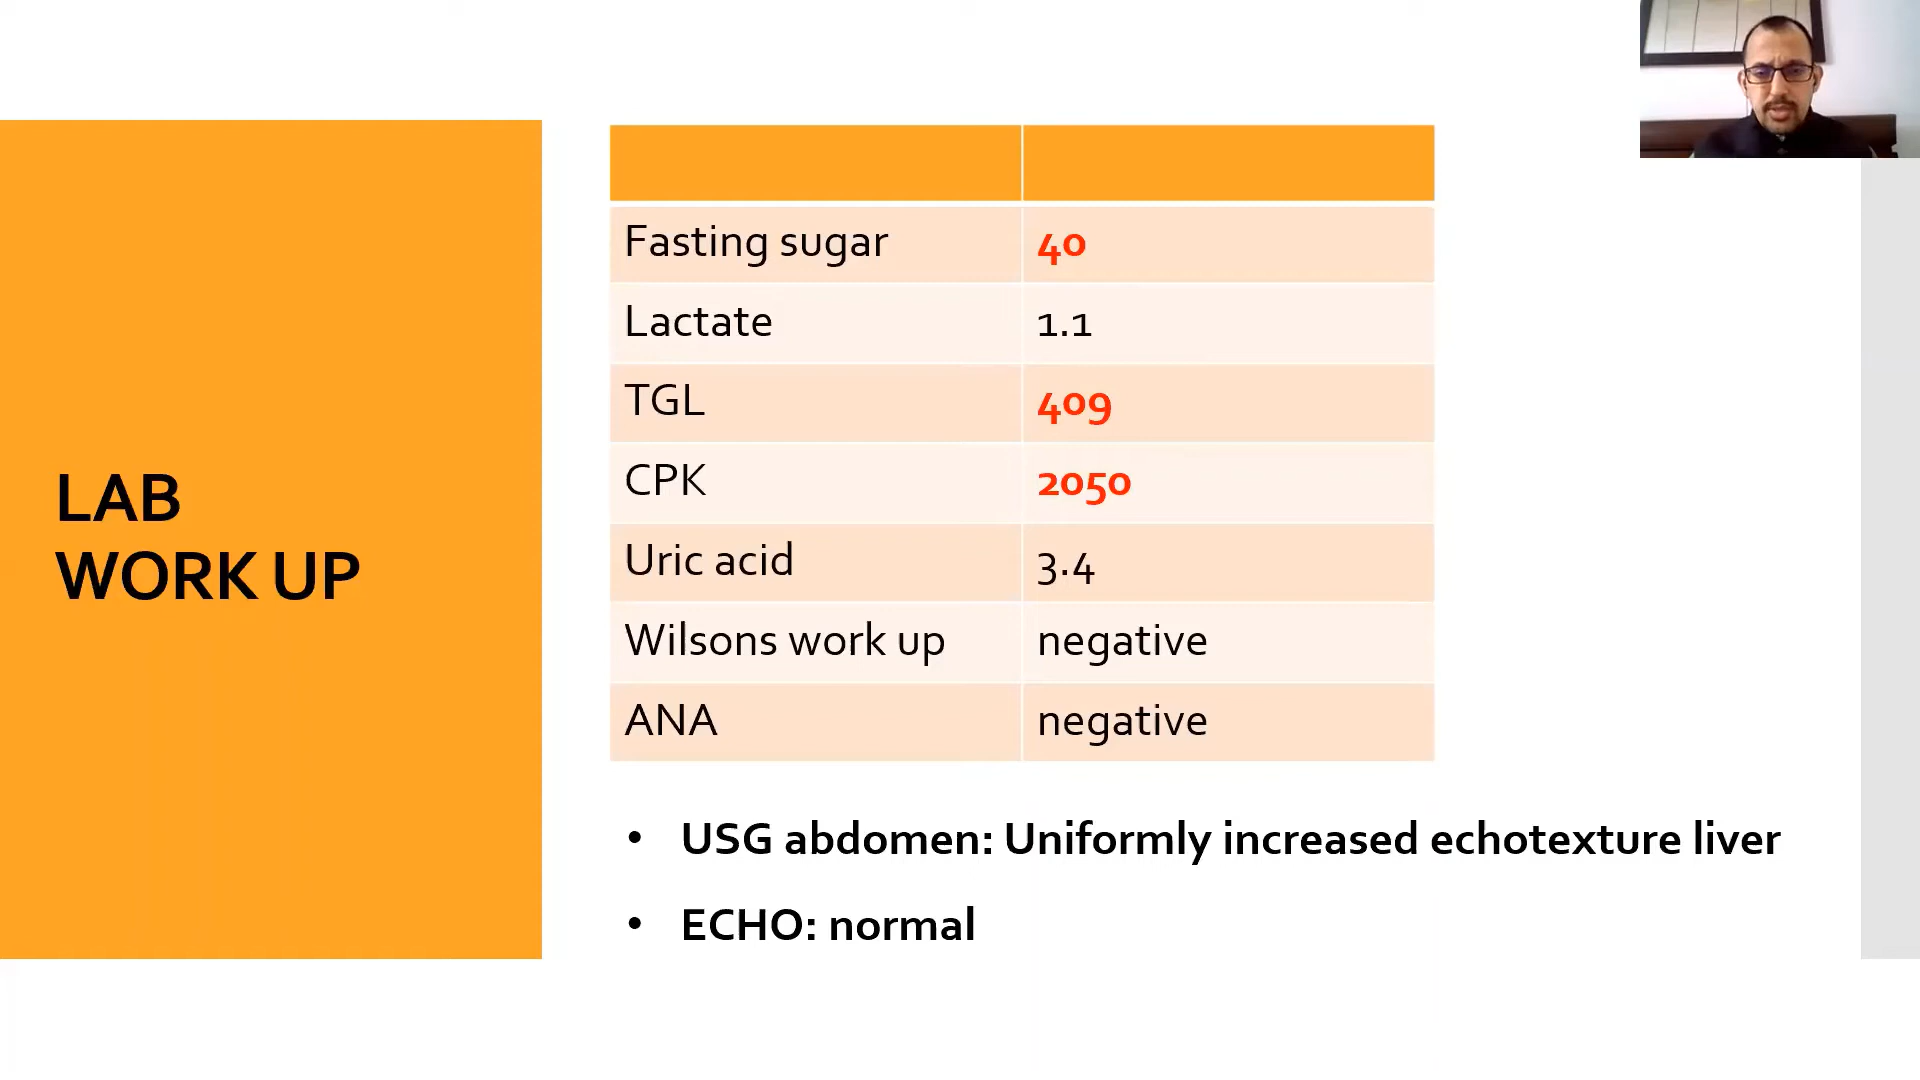 LAB
WORK UP
Fasting sugar 40
Lactate 1.1
TGL 409
CPK 2050
Uric acid 3.4
Wilsons work up negative
ANA negative
• USG abdomen: Uniformly increased echotexture liver
• ECHO: normal